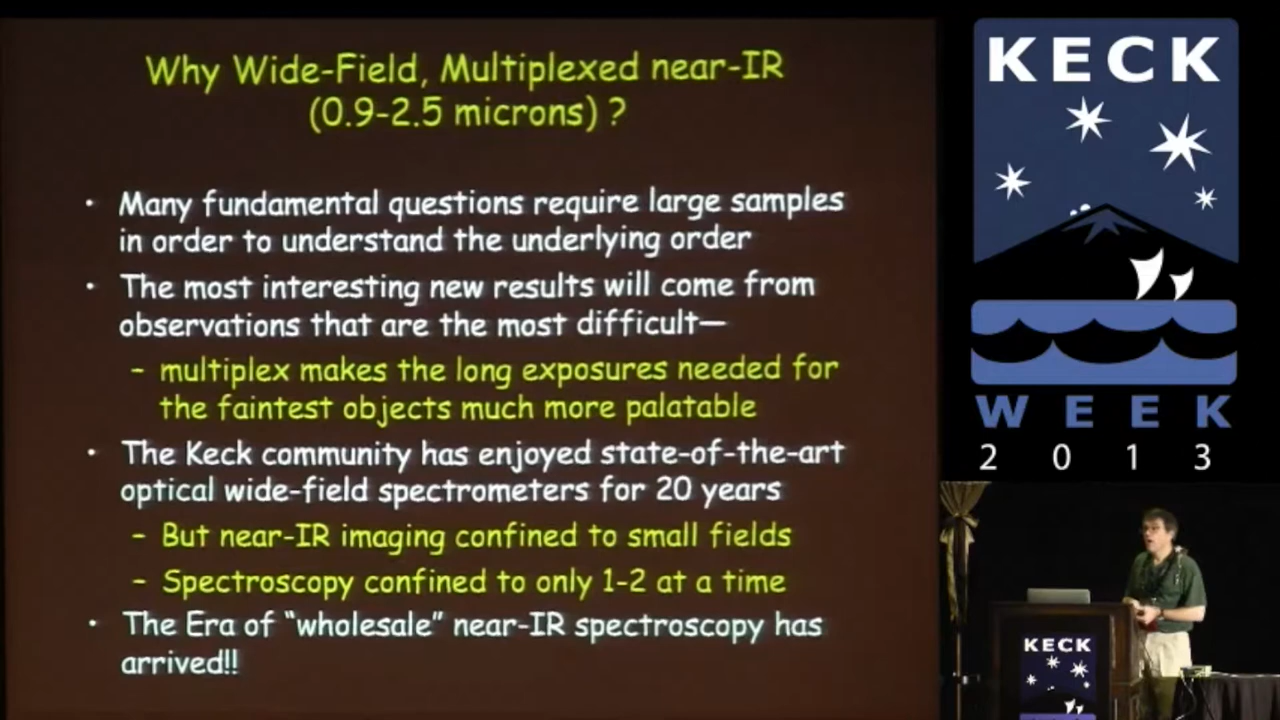 Why Wide-Field, Multiplexed near-IR
(0.9-2.5 microns) ?
• Many fundamental questions require large samples
in order to understand the underlying order
• The most interesting new results will come from
observations that are the most difficult—
– multiplex makes the long exposures needed for
the faintest objects much more palatable
• The Keck community has enjoyed state-of-the-art
optical wide-field spectrometers for 20 years
– But near-IR imaging confined to small fields
– Spectroscopy confined to only 1-2 at a time
• The Era of “wholesale” near-IR spectroscopy has
arrived!!
KECK
WEEK
2013
KECK